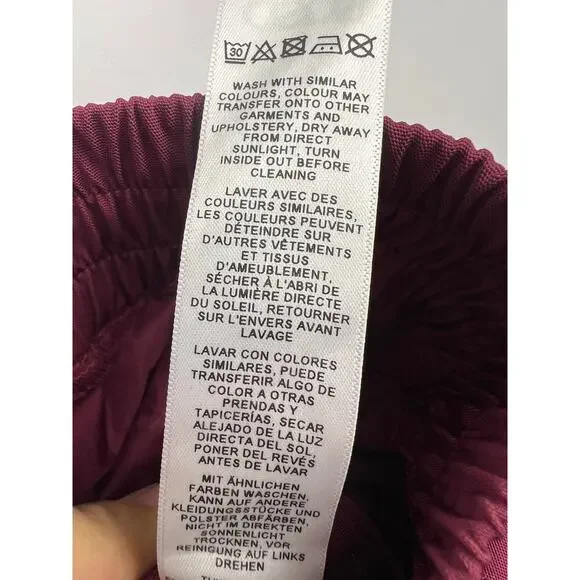 30
WASH WITH SIMILAR
COLOURS, COLOUR MAY
TRANSFER ONTO OTHER
GARMENTS AND
UPHOLSTERY, DRY AWAY
FROM DIRECT
SUNLIGHT, TURN
INSIDE OUT BEFORE
CLEANING
LAVER AVEC DES
COULEURS SIMILAIRES,
LES COULEURS PEUVENT
DÉTEINDRE SUR
D'AUTRES VÊTEMENTS
ET TISSUS
D'AMEUBLEMENT,
SÉCHER À L'ABRI DE
LA LUMIÈRE DIRECTE
DU SOLEIL, RETOURNER
SUR L'ENVERS AVANT
LAVAGE
LAVAR CON COLORES
SIMILARES, PUEDE
TRANSFERIR ALGO DE
COLOR A OTRAS
PRENDAS Y
TAPICERÍAS, SECAR
ALEJADO DE LA LUZ
DIRECTA DEL SOL,
PONER DEL REVÉS
ANTES DE LAVAR
MIT ÄHNLICHEN
FARBEN WASCHEN,
KANN AUF ANDERE
KLEIDUNGSSTÜCKE UND
POLSTER ABFÄRBEN,
NICHT IM DIREKTEN
SONNENLICHT
TROCKNEN, VOR
REINIGUNG AUF LINKS
DREHEN